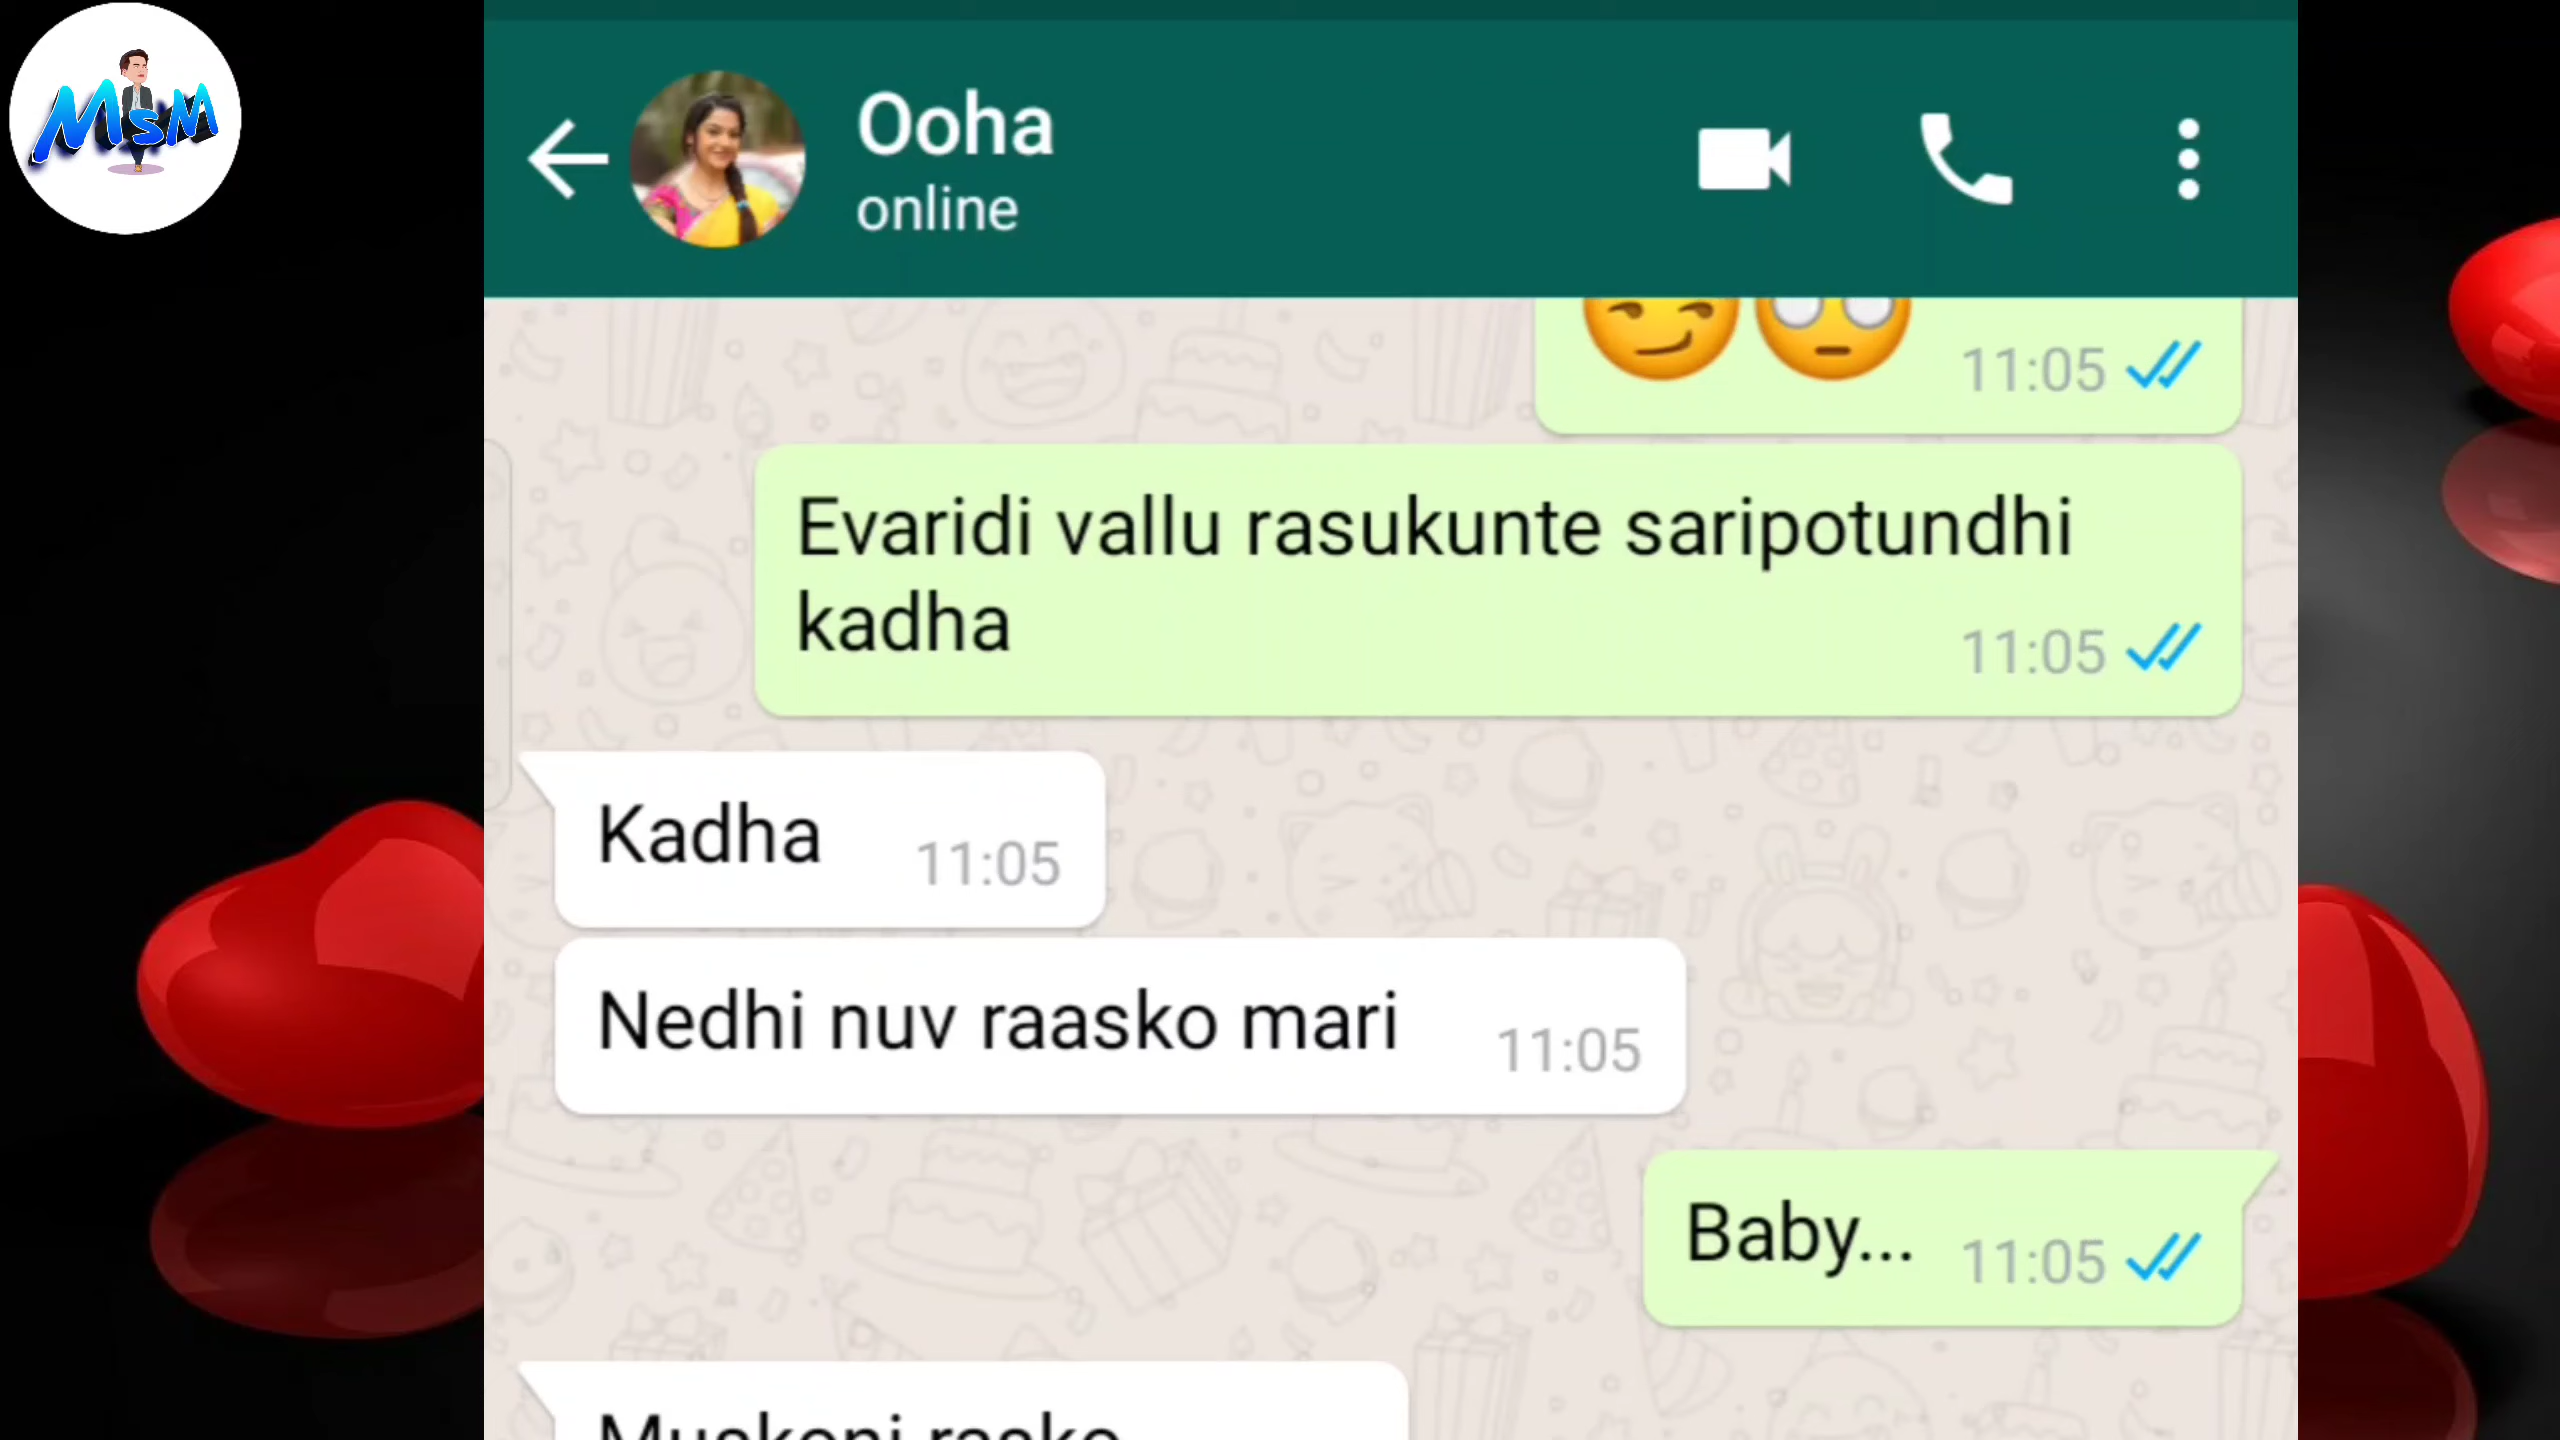 MsM
Ooha
online
11:05
Evaridi vallu rasukunte saripotundhi
kadha
11:05
Kadha 11:05
Nedhi nuv raasko mari 11:05
Baby... 11:05